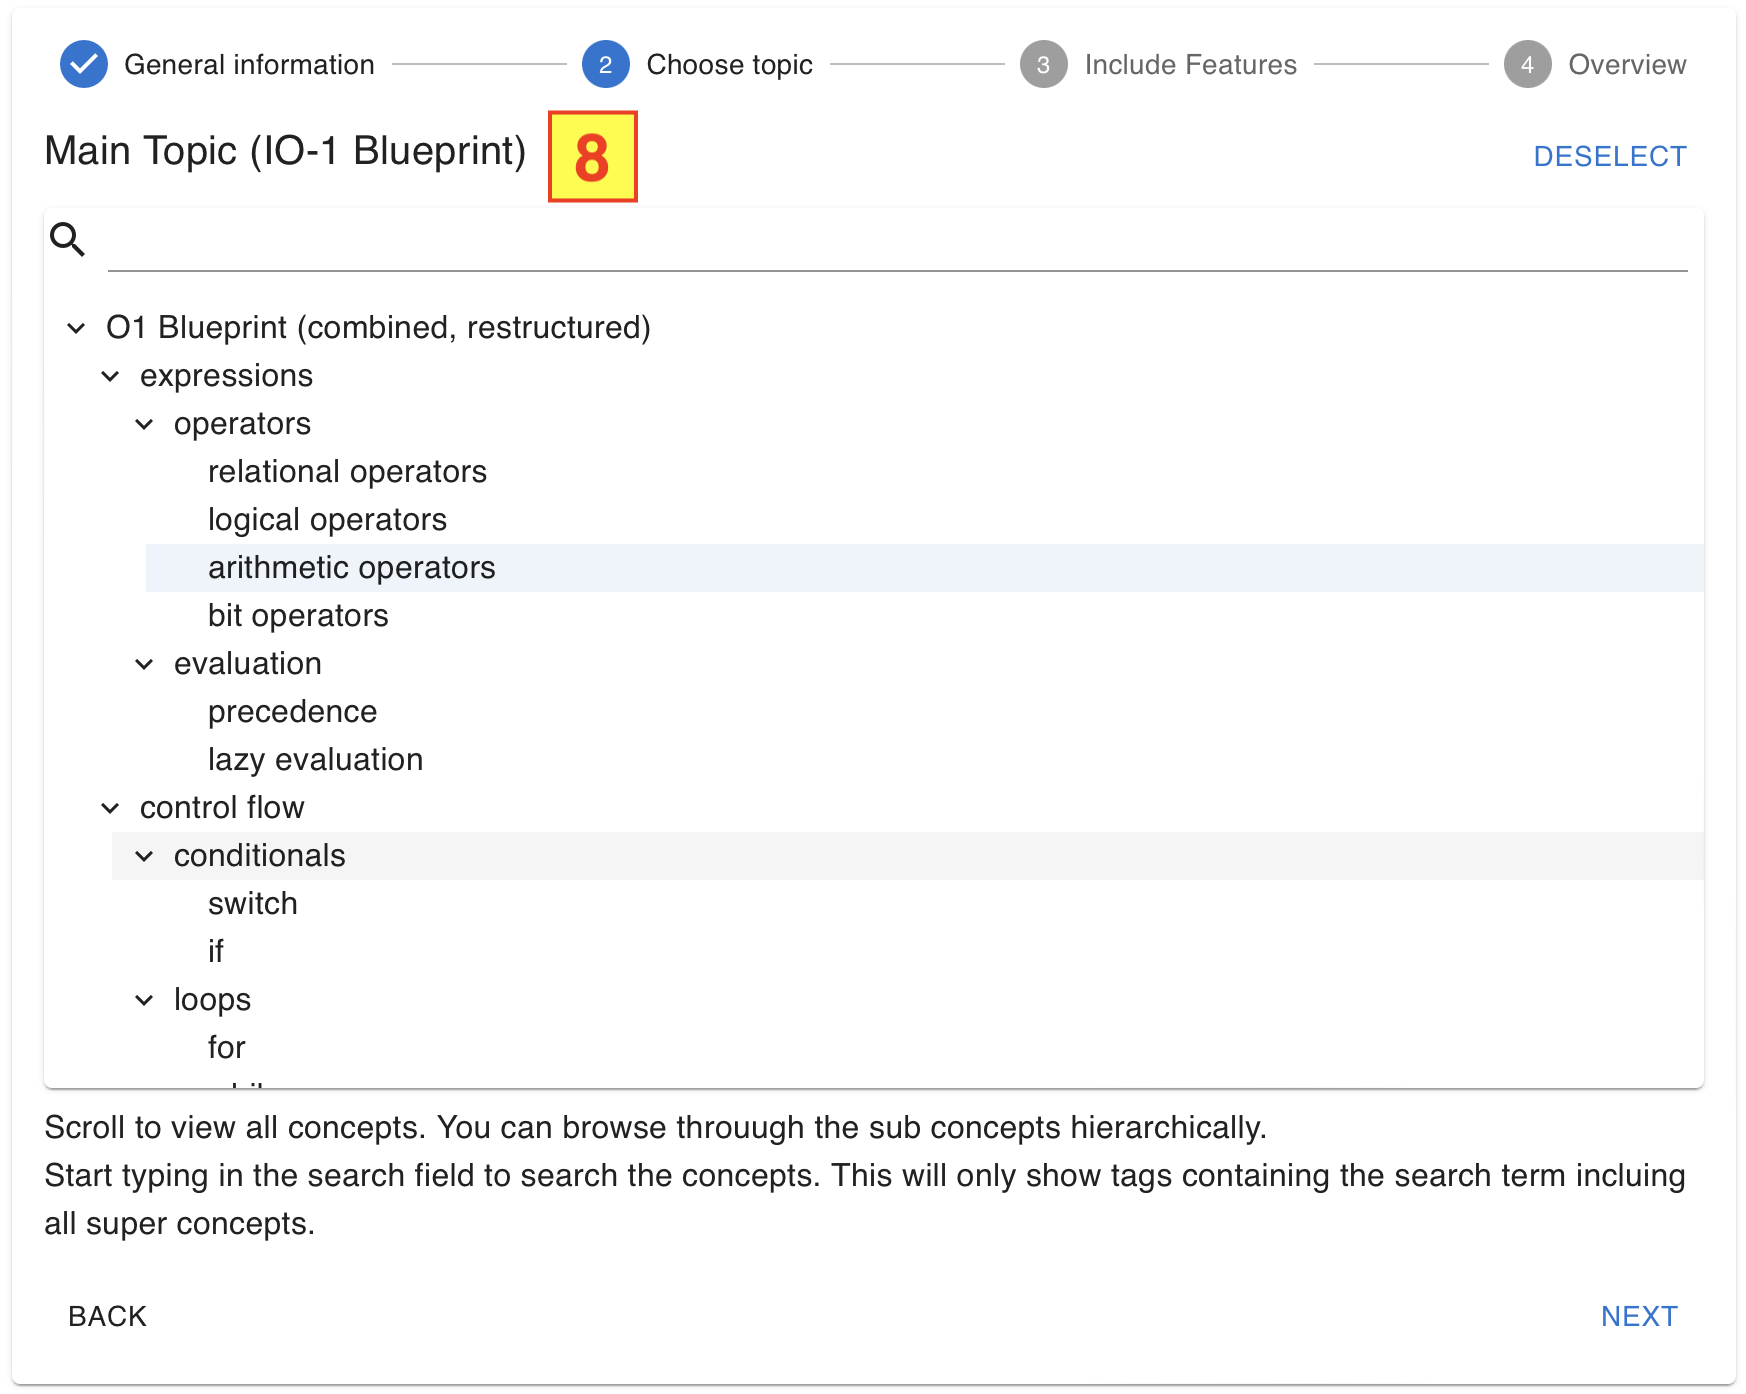 General information
2 Choose topic
3 Include Features
4 Overview
Main Topic (IO-1 Blueprint)
8
DESELECT
O1 Blueprint (combined, restructured)
expressions
operators
relational operators
logical operators
arithmetic operators
bit operators
evaluation
precedence
lazy evaluation
control flow
conditionals
switch
if
loops
for
Scroll to view all concepts. You can browse throuugh the sub concepts hierarchically.
Start typing in the search field to search the concepts. This will only show tags containing the search term incluing
all super concepts.
BACK
NEXT